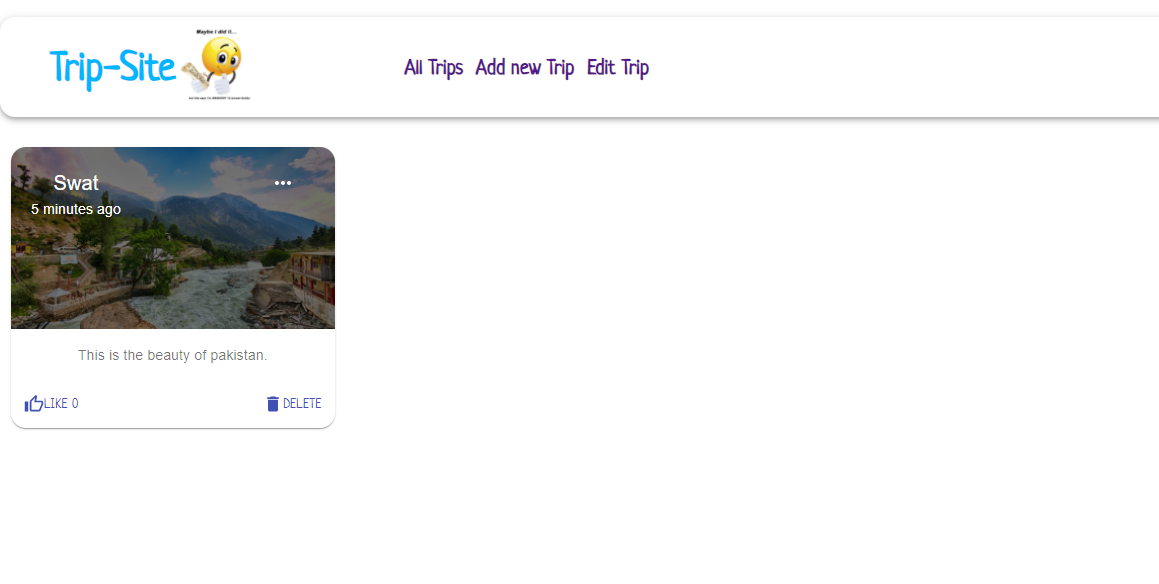 Maybe I did it...
Trip-Site
All Trips Add new Trip Edit Trip
Swat
5 minutes ago
This is the beauty of pakistan.
LIKE 0
DELETE